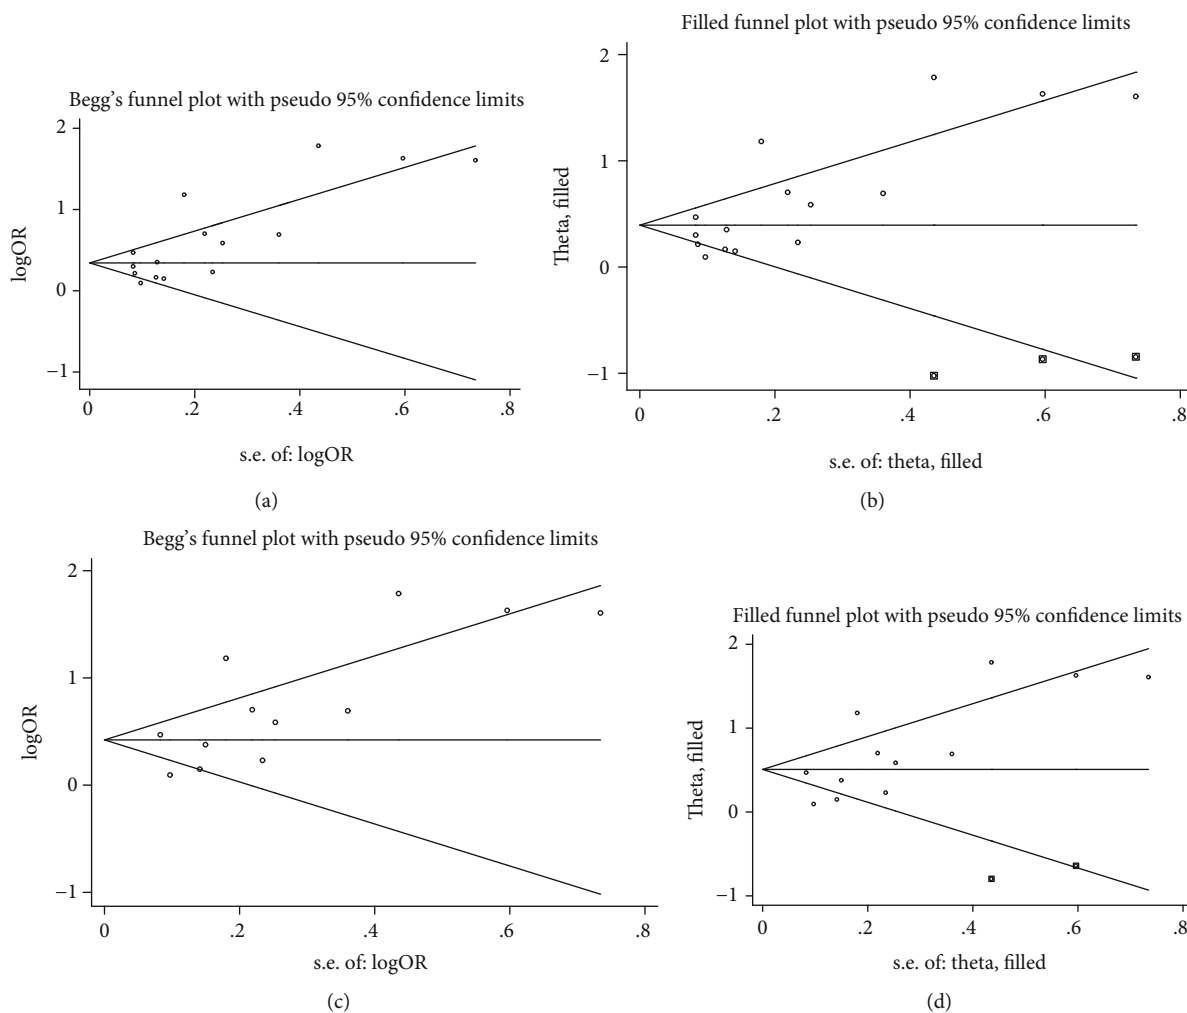 Begg's funnel plot with pseudo 95% confidence limits
2
1
0
−1
logOR
0 .2 .4 .6 .8
s.e. of: logOR
(a)
Filled funnel plot with pseudo 95% confidence limits
2
1
0
−1
Theta, filled
0 .2 .4 .6 .8
s.e. of: theta, filled
(b)
Begg's funnel plot with pseudo 95% confidence limits
2
1
0
−1
logOR
0 .2 .4 .6 .8
s.e. of: logOR
(c)
Filled funnel plot with pseudo 95% confidence limits
2
1
0
−1
Theta, filled
0 .2 .4 .6 .8
s.e. of: theta, filled
(d)